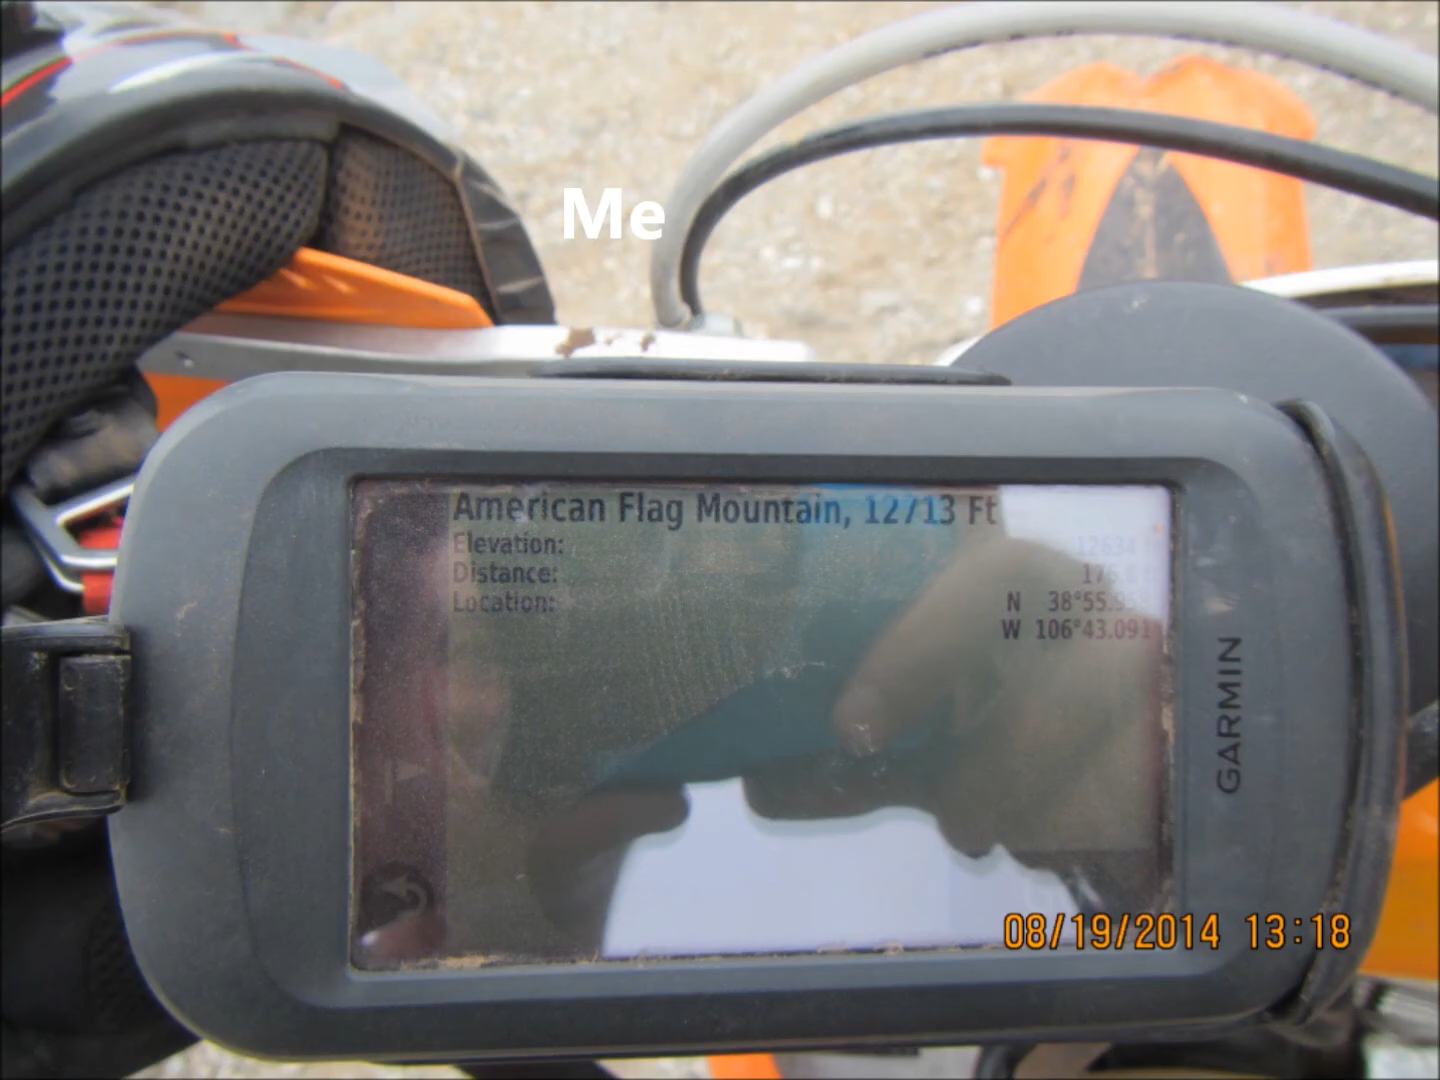 Me
American Flag Mountain, 12713 Ft
Elevation: 12634
Distance:
Location: N 38°55.
W 106°43.091
GARMIN
08/19/2014 13:18